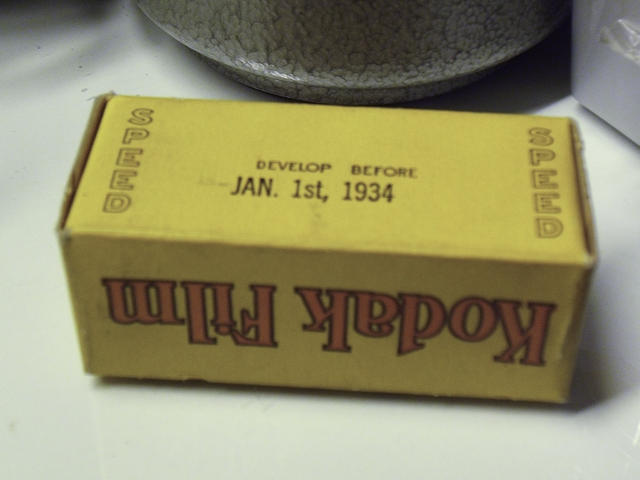 SPEED
DEVELOP BEFORE
JAN. 1st, 1934
SPEED
Kodak Film